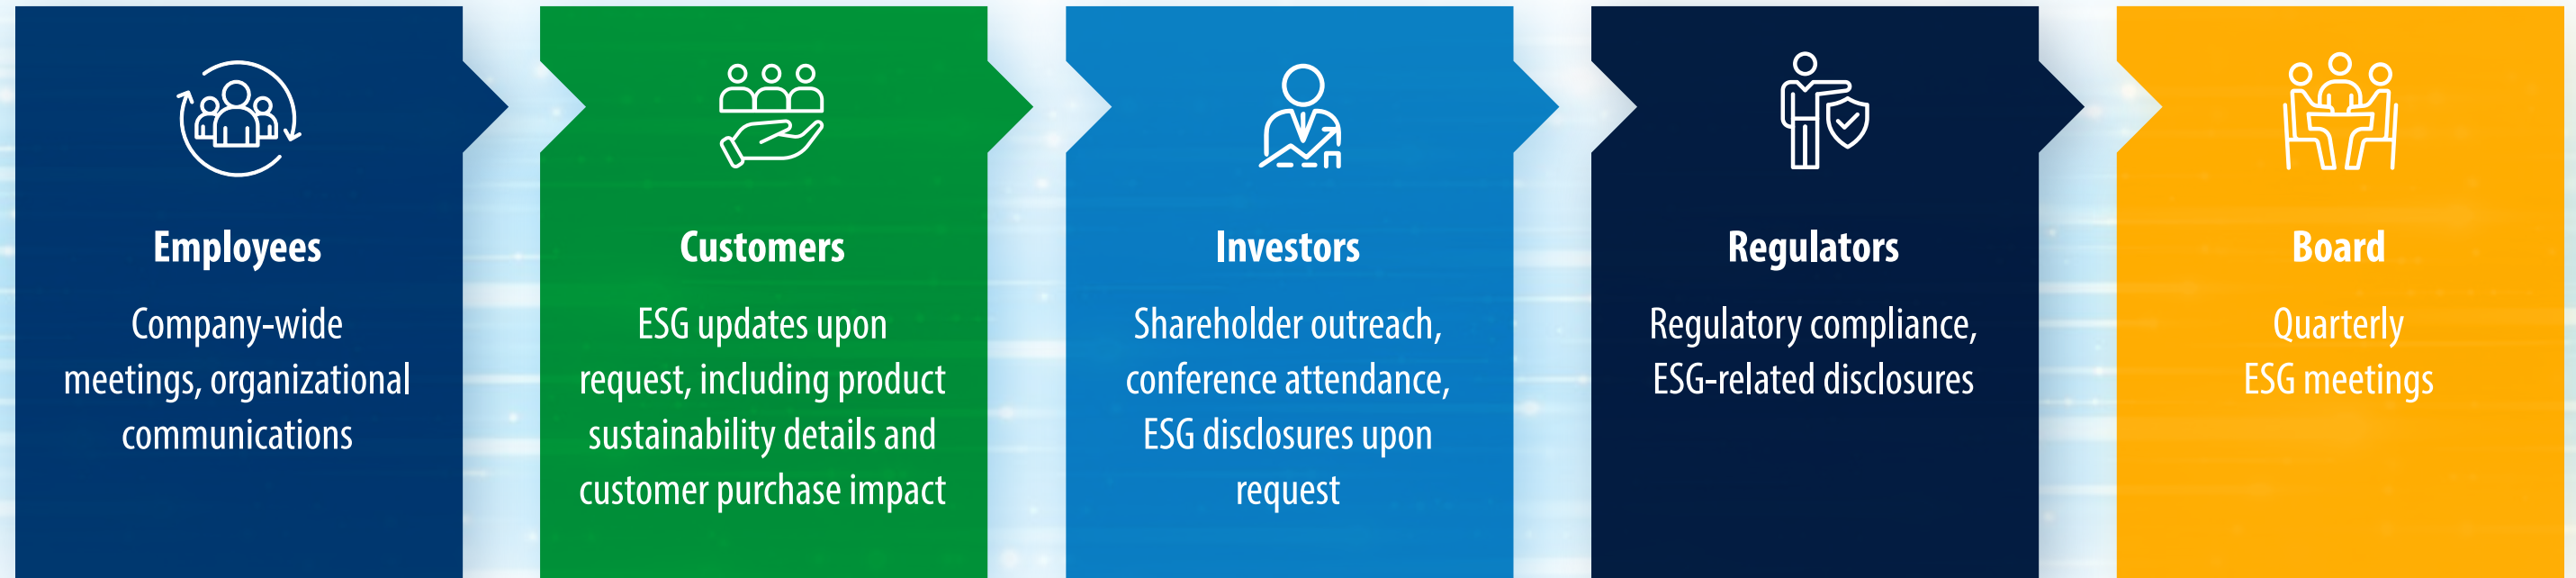 Employees
Company-wide
meetings, organizational
communications
Customers
ESG updates upon
request, including product
sustainability details and
customer purchase impact
Investors
Shareholder outreach,
conference attendance,
ESG disclosures upon
request
Regulators
Regulatory compliance,
ESG-related disclosures
Board
Quarterly
ESG meetings